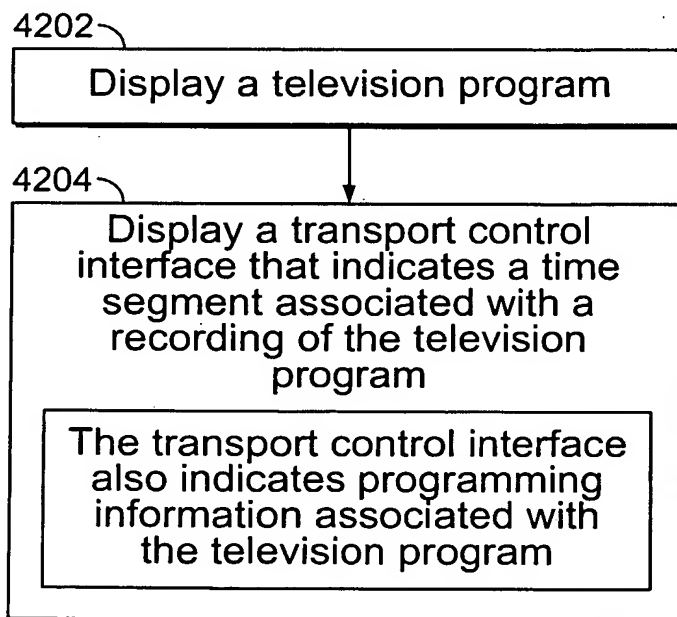 4202
Display a television program
4204
Display a transport control
interface that indicates a time
segment associated with a
recording of the television
program
The transport control interface
also indicates programming
information associated with
the television program